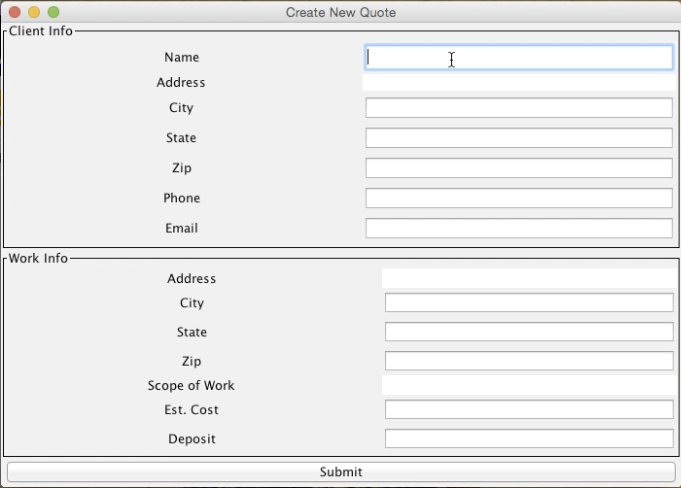 Create New Quote
Client Info
Name
Address
City
State
Zip
Phone
Email
Work Info
Address
City
State
Zip
Scope of Work
Est. Cost
Deposit
Submit